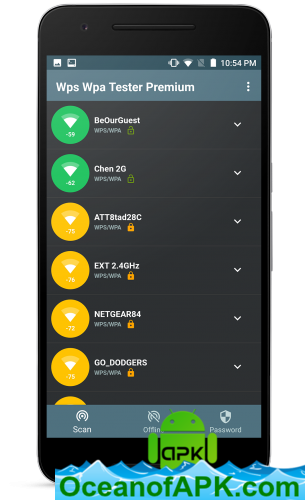 10:54 PM
Wps Wpa Tester Premium
BeOurGuest
-59
WPS/WPA
Chen 2G
-62
WPS/WPA
ATT8tad28C
-75
WPS/WPA
EXT 2.4GHz
-76
WPS/WPA
NETGEAR84
-72
WPS/WPA
GO_DODGERS
-75
WPS/WPA
Scan
Offlin
Password
apk
OceanofAPK.com